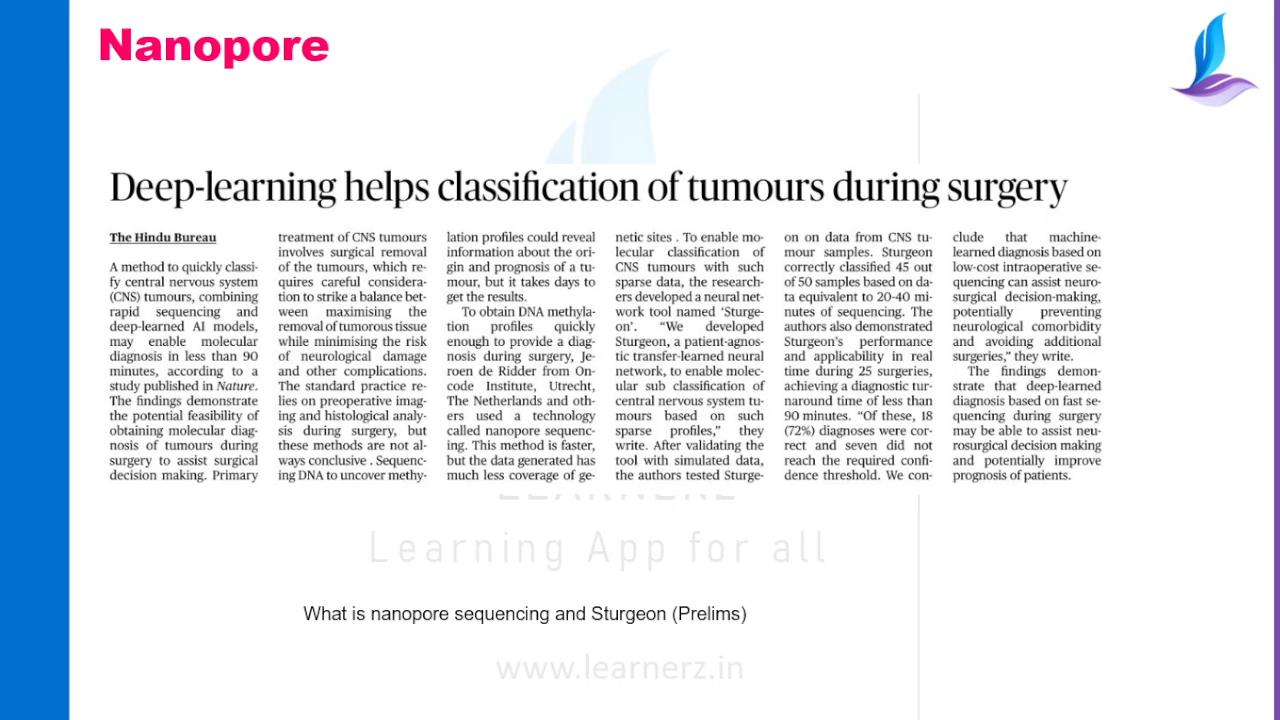 Nanopore
Deep-learning helps classification of tumours during surgery
The Hindu Bureau
A method to quickly classi-
fy central nervous system
(CNS) tumours, combining
rapid sequencing and
deep-learned AI models,
may enable molecular
diagnosis in less than 90
minutes, according to a
study published in Nature.
The findings demonstrate
the potential feasibility of
obtaining molecular diag-
nosis of tumours during
surgery to assist surgical
decision making. Primary
treatment of CNS tumours
involves surgical removal
of the tumours, which re-
quires careful considera-
tion to strike a balance bet-
ween maximising the
removal of tumorous tissue
while minimising the risk
of neurological damage
and other complications.
The standard practice re-
lies on preoperative imag-
ing and histological analy-
sis during surgery, but
these methods are not al-
ways conclusive . Sequenc-
ing DNA to uncover methy-
lation profiles could reveal
information about the ori-
gin and prognosis of a tu-
mour, but it takes days to
get the results.
To obtain DNA methyla-
tion profiles quickly
enough to provide a diag-
nosis during surgery, Je-
roen de Ridder from On-
code Institute, Utrecht,
The Netherlands and oth-
ers used a technology
called nanopore sequenc-
ing. This method is faster,
but the data generated has
much less coverage of ge-
netic sites . To enable mo-
lecular classification of
CNS tumours with such
sparse data, the research-
ers developed a neural net-
work tool named ‘Sturge-
on’. “We developed
Sturgeon, a patient-agnos-
tic transfer-learned neural
network, to enable molec-
ular sub classification of
central nervous system tu-
mours based on such
sparse profiles,” they
write. After validating the
tool with simulated data,
the authors tested Sturge-
on on data from CNS tu-
mour samples. Sturgeon
correctly classified 45 out
of 50 samples based on da-
ta equivalent to 20-40 mi-
nutes of sequencing. The
authors also demonstrated
Sturgeon’s performance
and applicability in real
time during 25 surgeries,
achieving a diagnostic tur-
naround time of less than
90 minutes. “Of these, 18
(72%) diagnoses were cor-
rect and seven did not
reach the required confi-
dence threshold. We con-
clude that machine-
learned diagnosis based on
low-cost intraoperative se-
quencing can assist neuro-
surgical decision-making,
potentially preventing
neurological comorbidity
and avoiding additional
surgeries,” they write.
The findings demon-
strate that deep-learned
diagnosis based on fast se-
quencing during surgery
may be able to assist neu-
rosurgical decision making
and potentially improve
prognosis of patients.
LEARNERZ
Learning App for all
What is nanopore sequencing and Sturgeon (Prelims)
www.learnerz.in